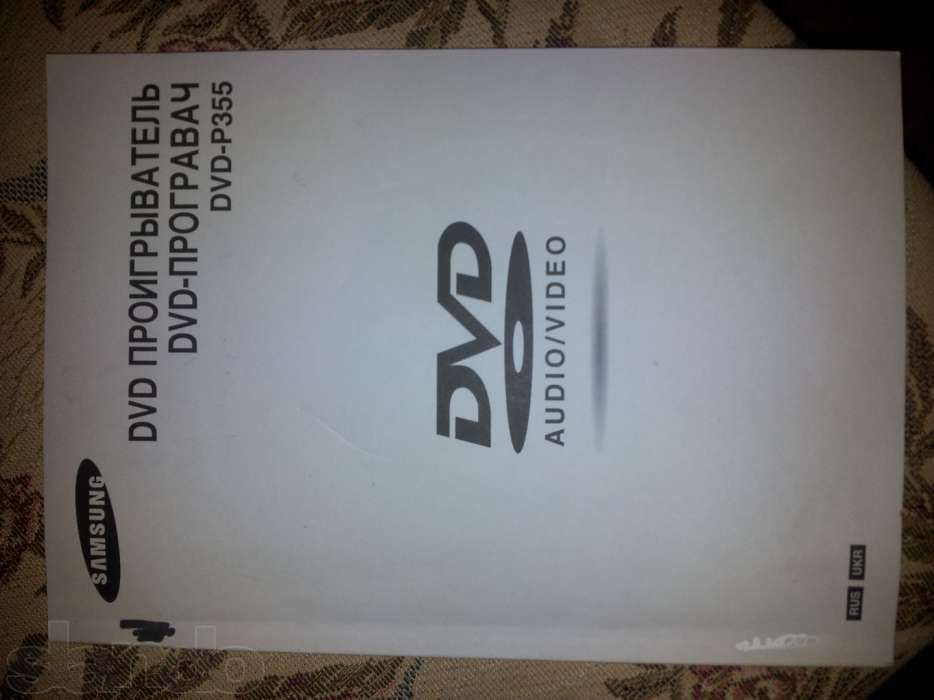 SAMSUNG
DVD ПРОИГРЫВАТЕЛЬ
DVD-ПРОГРАВАЧ
DVD-P355
DVD
AUDIO/VIDEO
RUS UKR